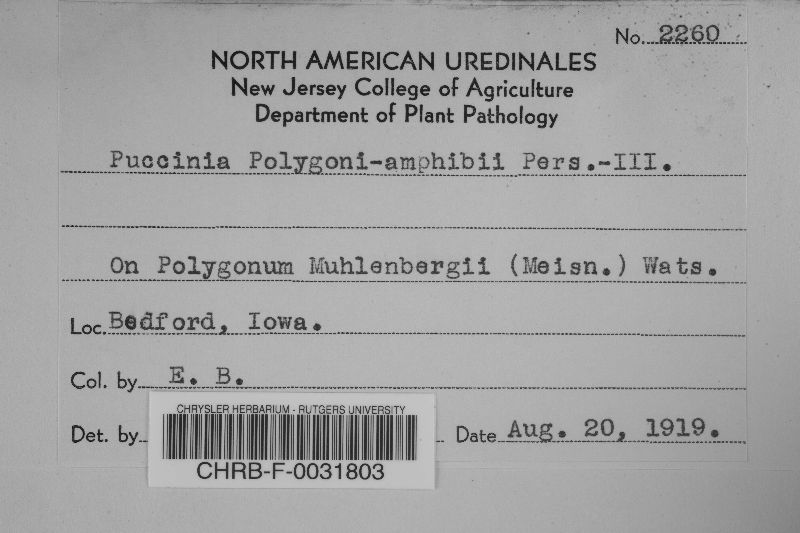 No. 2260
NORTH AMERICAN UREDINALES
New Jersey College of Agriculture
Department of Plant Pathology
Puccinia Polygoni-amphibii Pers.-III.
On Polygonum Muhlenbergii (Meisn.) Wats.
Loc. Bedford, Iowa.
Col. by E. B.
Det. by Date Aug. 20, 1919.
CHRYSLER HERBARIUM - RUTGERS UNIVERSITY
CHRB-F-0031803